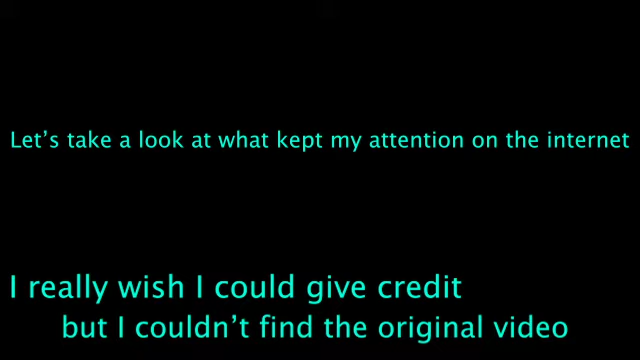 Let’s take a look at what kept my attention on the internet
I really wish I could give credit
but I couldn’t find the original video